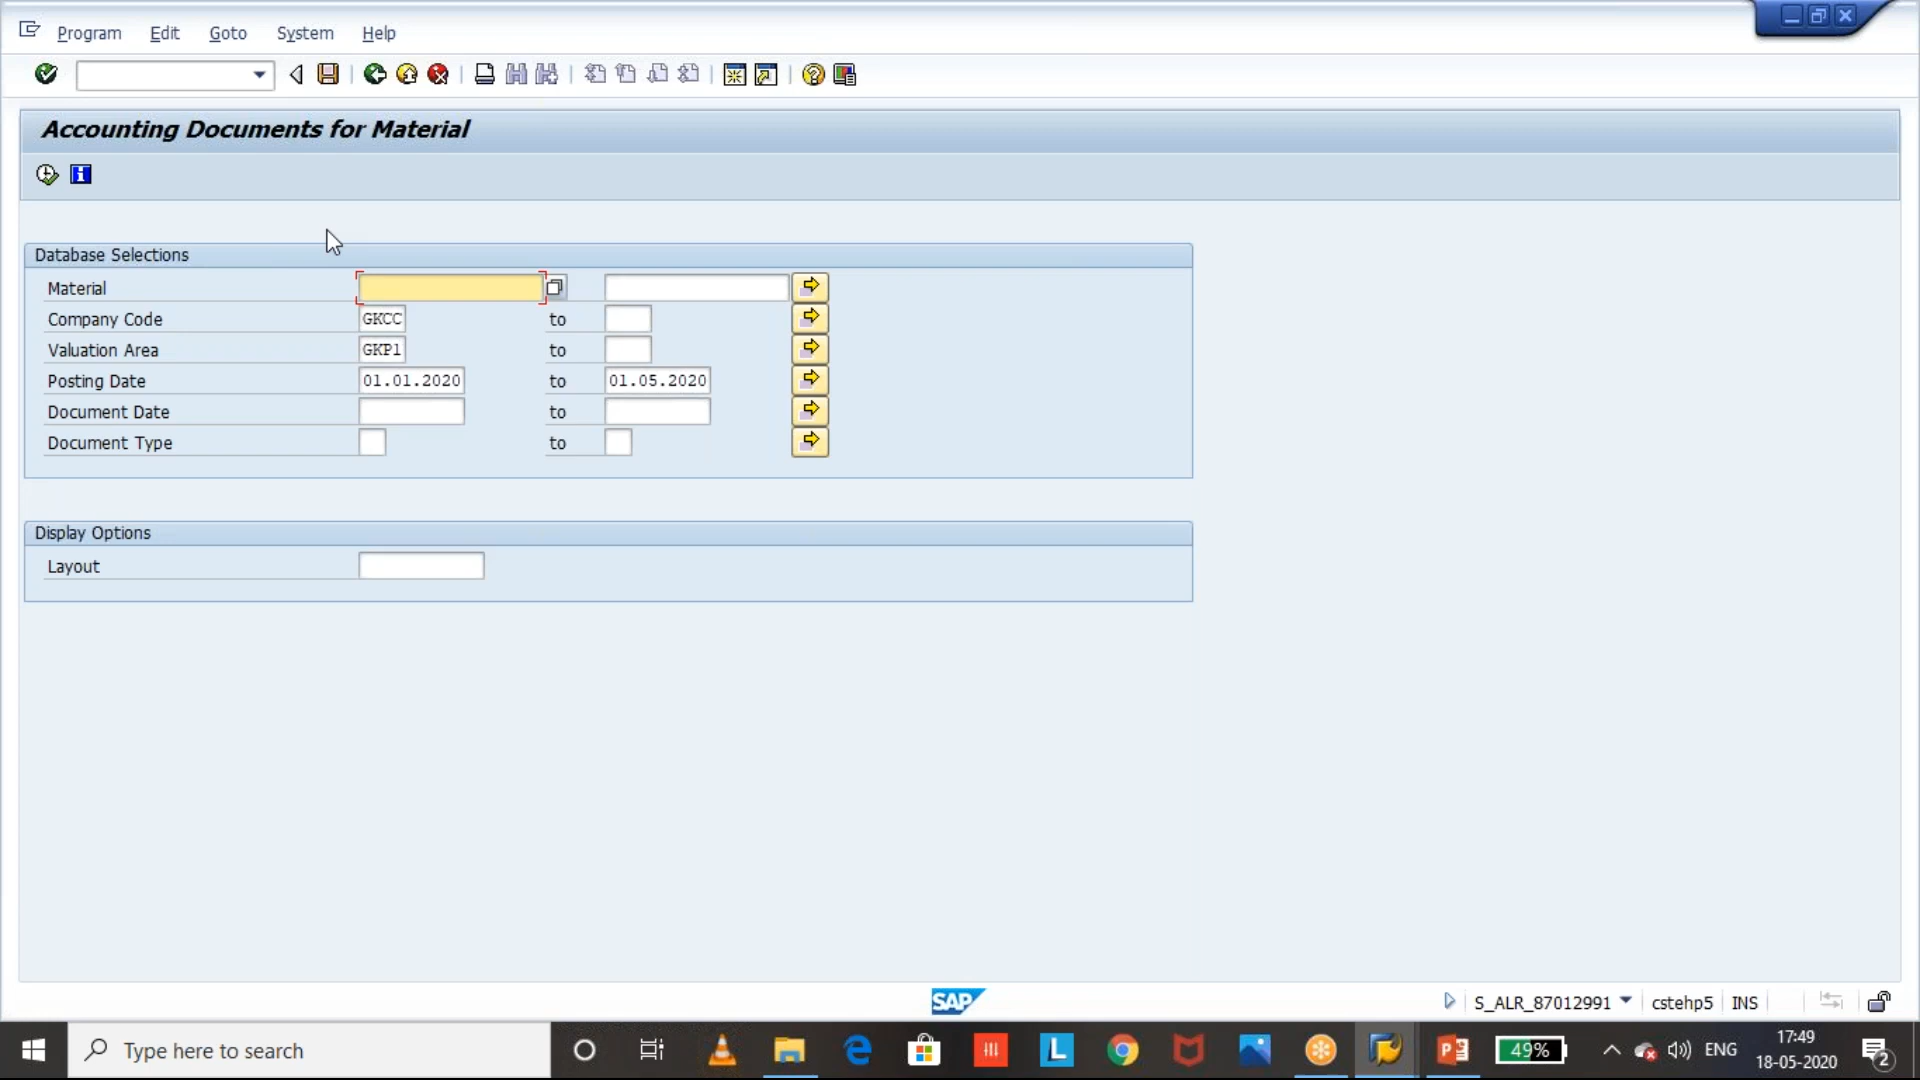 Program Edit Goto System Help
Accounting Documents for Material
Database Selections
Material
Company Code GKCC to
Valuation Area GKP1 to
Posting Date 01.01.2020 to 01.05.2020
Document Date to
Document Type to
Display Options
Layout
SAP S_ALR_87012991 cstehp5 INS
Type here to search 49% ENG 17:49
18-05-2020 2